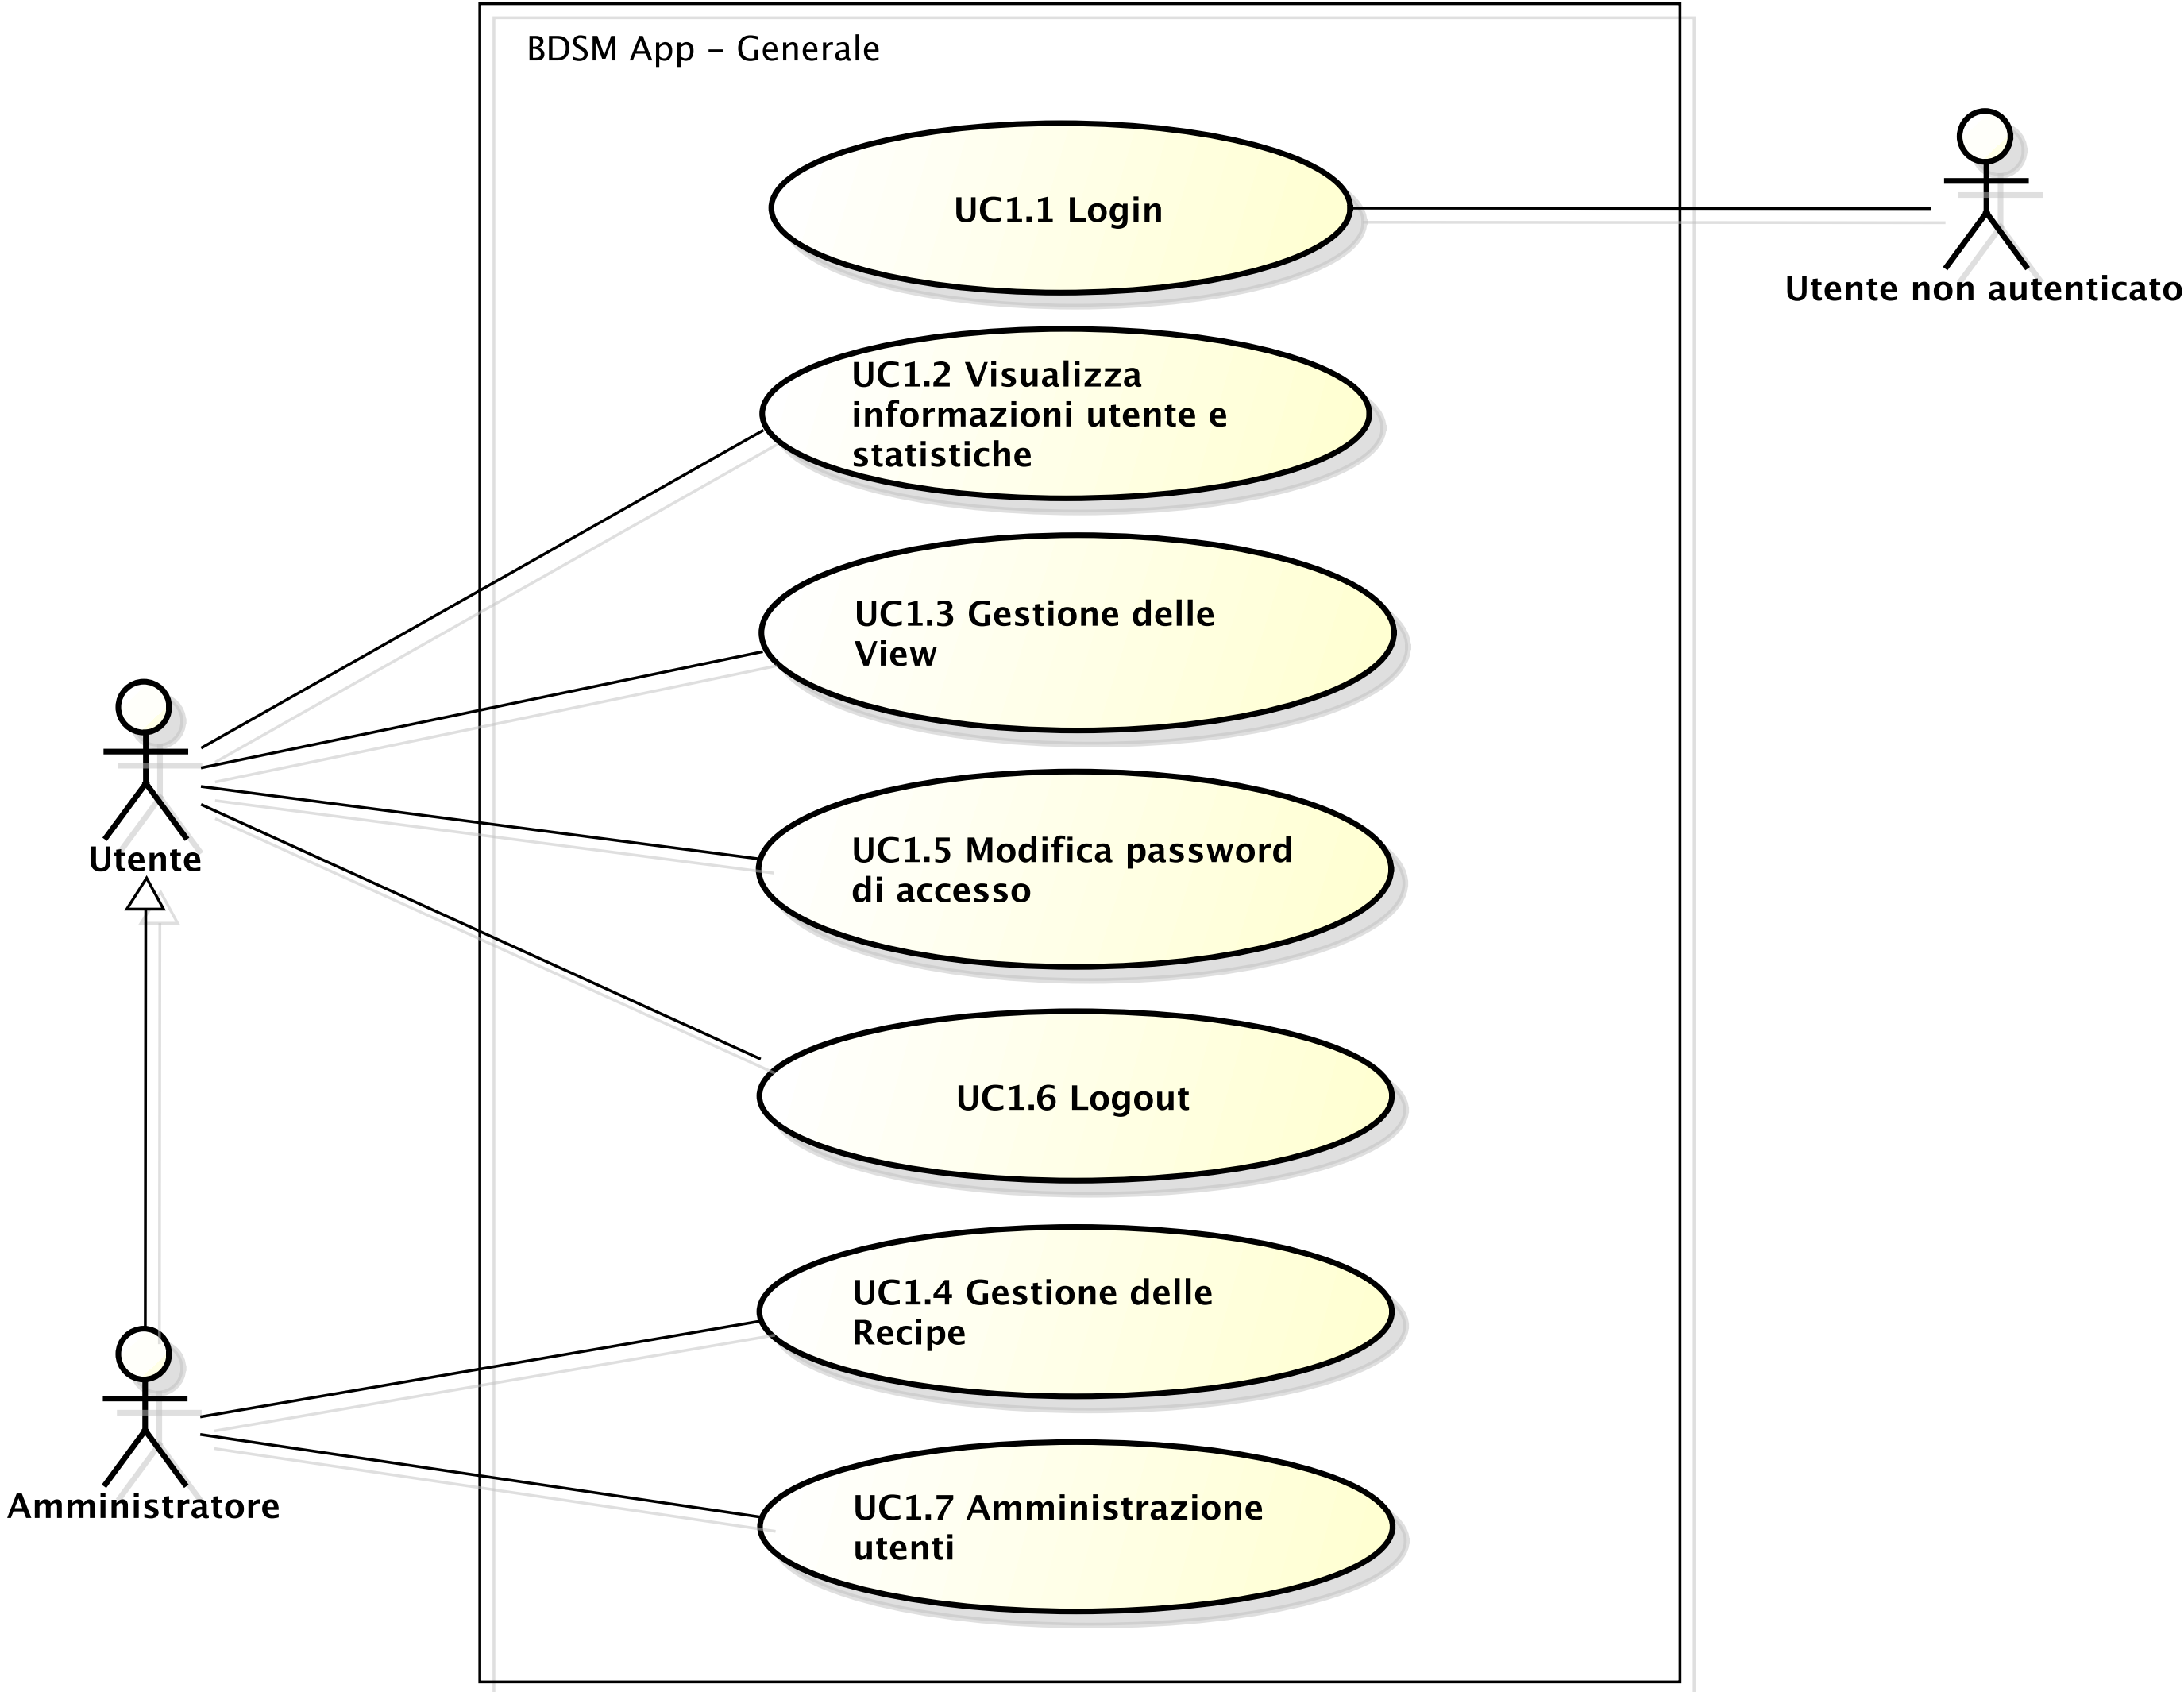 BDSM App – Generale
UC1.1 Login
Utente non autenticato
UC1.2 Visualizza
informazioni utente e
statistiche
UC1.3 Gestione delle
View
Utente
UC1.5 Modifica password
di accesso
UC1.6 Logout
UC1.4 Gestione delle
Recipe
Amministratore
UC1.7 Amministrazione
utenti